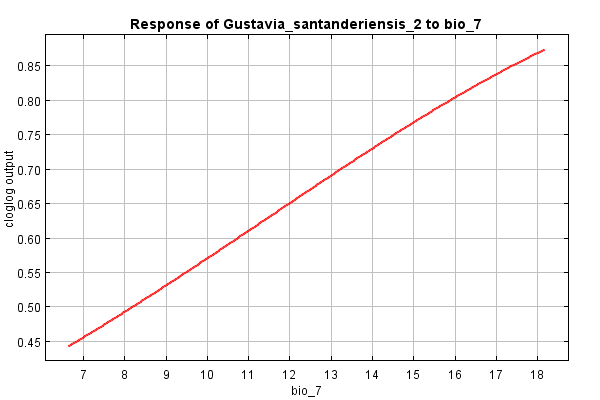 Response of Gustavia_santanderiensis_2 to bio_7
0.85
0.80
0.75
0.70
0.65
0.60
0.55
0.50
0.45
cloglog output
7 8 9 10 11 12 13 14 15 16 17 18
bio_7